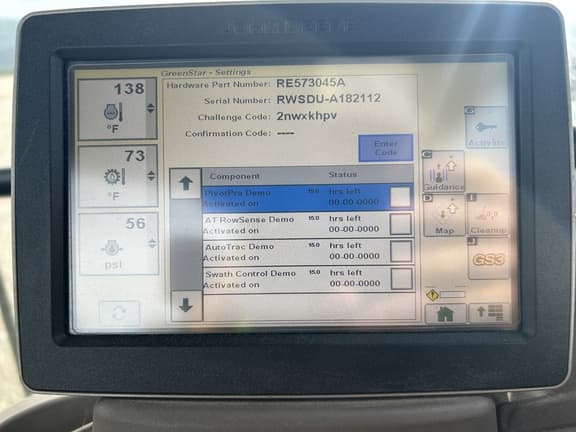 JOHN DEERE
GreenStar - Settings
138
°F
73
°F
56
psi
Hardware Part Number: RE573045A
Serial Number: RWSDU-A182112
Challenge Code: 2nwxkhpv
Confirmation Code: ----
Enter
Code
Component Status
PivotPro Demo 15.0 hrs left
Activated on 00-00-0000
AT RowSense Demo 15.0 hrs left
Activated on 00-00-0000
AutoTrac Demo 15.0 hrs left
Activated on 00-00-0000
Swath Control Demo 15.0 hrs left
Activated on 00-00-0000
G
Activate
C
Guidance
D
Map
I
Cleanup
J
GS3